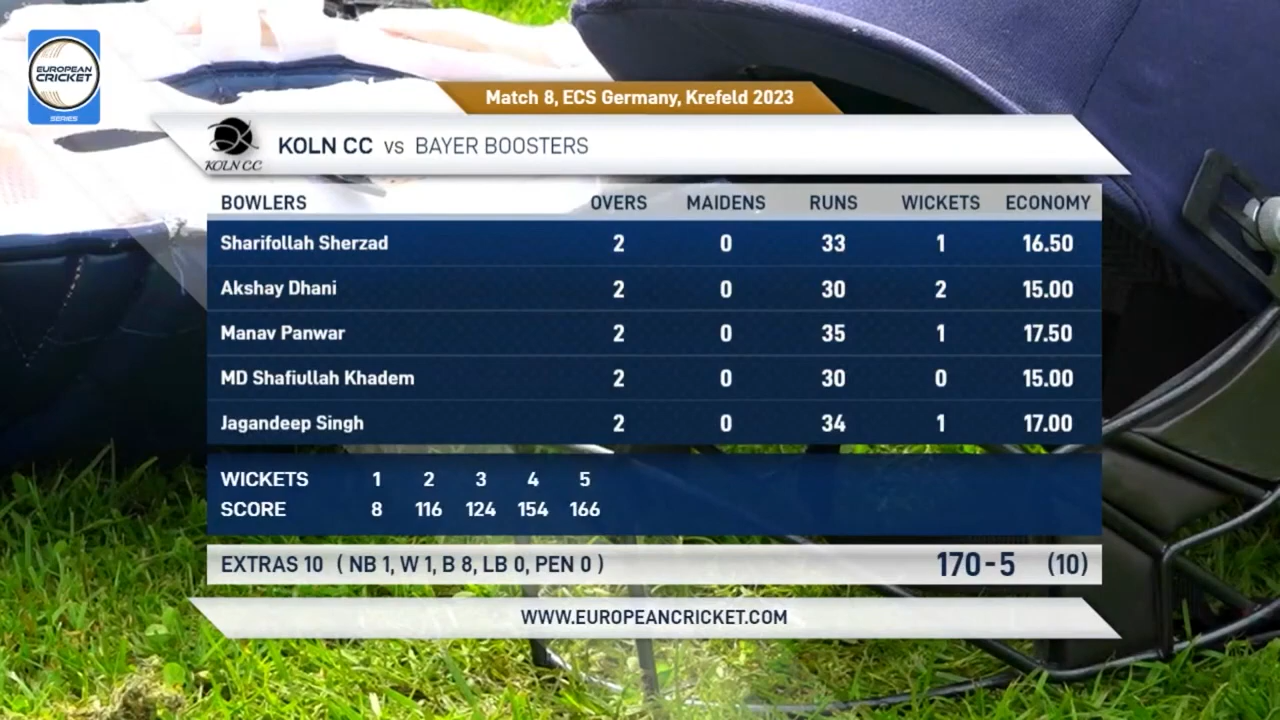 EUROPEAN
CRICKET
SERIES
Match 8, ECS Germany, Krefeld 2023
KOLN CC
KOLN CC vs BAYER BOOSTERS
BOWLERS OVERS MAIDENS RUNS WICKETS ECONOMY
Sharifollah Sherzad 2 0 33 1 16.50
Akshay Dhani 2 0 30 2 15.00
Manav Panwar 2 0 35 1 17.50
MD Shafiullah Khadem 2 0 30 0 15.00
Jagandeep Singh 2 0 34 1 17.00
WICKETS 1 2 3 4 5
SCORE 8 116 124 154 166
EXTRAS 10 ( NB 1, W 1, B 8, LB 0, PEN 0 ) 170-5 (10)
WWW.EUROPEANCRICKET.COM